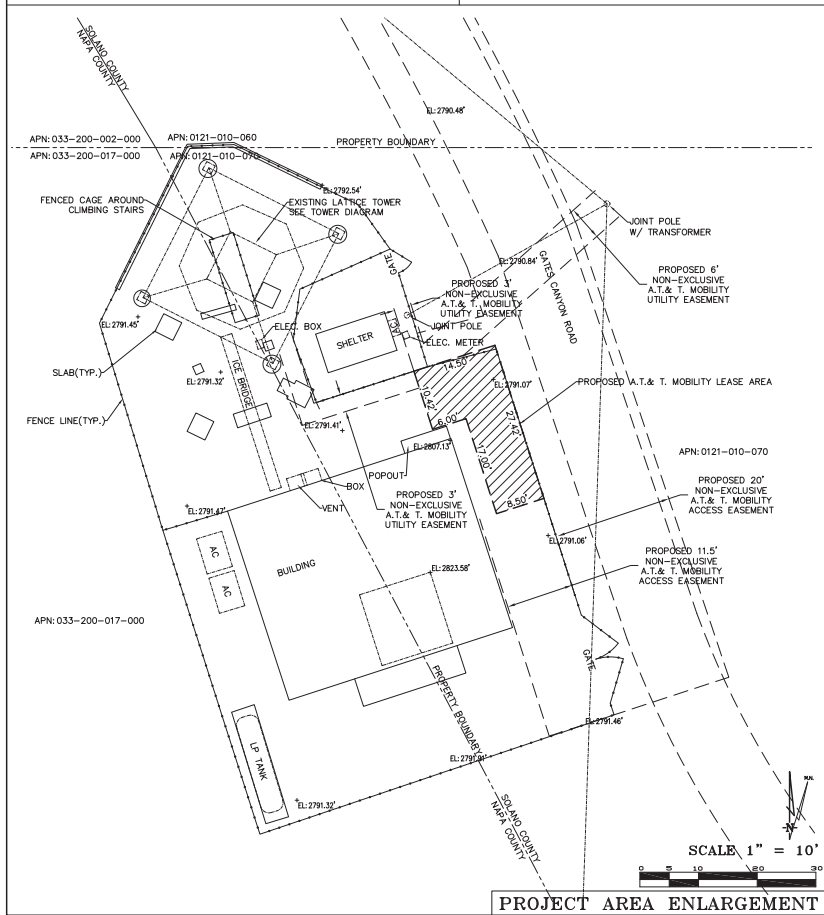 SOLANO COUNTY
NAPA COUNTY
EL: 2790.48'
APN: 033-200-002-000
APN: 0121-010-060
PROPERTY BOUNDARY
APN: 033-200-017-000
APN: 0121-010-070
EL: 2792.54'
FENCED CAGE AROUND
CLIMBING STAIRS
EXISTING LATTICE TOWER
SEE TOWER DIAGRAM
JOINT POLE
W/ TRANSFORMER
GATE
EL: 2790.84'
GATES CANYON ROAD
PROPOSED 6'
NON-EXCLUSIVE
A.T.& T. MOBILITY
UTILITY EASEMENT
PROPOSED 3'
NON-EXCLUSIVE
A.T.& T. MOBILITY
UTILITY EASEMENT
EL: 2791.45'
ELEC. BOX
SHELTER
AC
JOINT POLE
ELEC. METER
SLAB(TYP.)
ICE BRIDGE
14.50'
EL: 2791.32'
EL: 2791.07'
PROPOSED A.T.& T. MOBILITY LEASE AREA
10.42'
27.42'
6.00'
FENCE LINE(TYP.)
EL: 2791.41'
EL: 2807.13'
17.00'
APN: 0121-010-070
POPOUT
BOX
VENT
8.50'
PROPOSED 3'
NON-EXCLUSIVE
A.T.& T. MOBILITY
UTILITY EASEMENT
PROPOSED 20'
NON-EXCLUSIVE
A.T.& T. MOBILITY
ACCESS EASEMENT
EL: 2791.47'
EL: 2791.06'
AC
AC
BUILDING
EL: 2823.58'
PROPOSED 11.5'
NON-EXCLUSIVE
A.T.& T. MOBILITY
ACCESS EASEMENT
APN: 033-200-017-000
GATE
PROPERTY BOUNDARY
EL: 2791.46'
LP TANK
EL: 2791.91'
EL: 2791.32'
SOLANO COUNTY
NAPA COUNTY
-N-
SCALE 1" = 10'
0 5 10 20 30
PROJECT AREA ENLARGEMENT